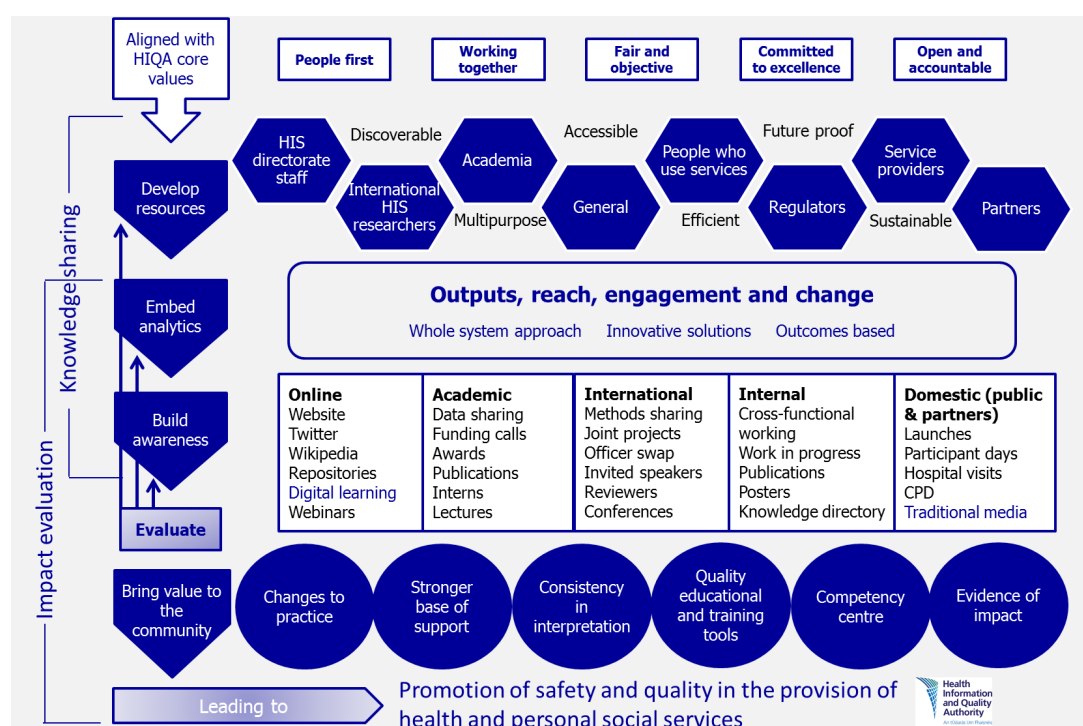 Aligned with
HIQA core
values
People first
Working
together
Fair and
objective
Committed
to excellence
Open and
accountable
Knowledge sharing
Impact evaluation
Develop
resources
HIS
directorate
staff
Discoverable
International
HIS
researchers
Academia
Multipurpose
Accessible
General
People who
use services
Efficient
Future proof
Regulators
Service
providers
Sustainable
Partners
Embed
analytics
Outputs, reach, engagement and change
Whole system approach Innovative solutions Outcomes based
Build
awareness
Online
Website
Twitter
Wikipedia
Repositories
Digital learning
Webinars
Academic
Data sharing
Funding calls
Awards
Publications
Interns
Lectures
International
Methods sharing
Joint projects
Officer swap
Invited speakers
Reviewers
Conferences
Internal
Cross-functional
working
Work in progress
Publications
Posters
Knowledge directory
Domestic (public
& partners)
Launches
Participant days
Hospital visits
CPD
Traditional media
Evaluate
Bring value to
the
community
Changes to
practice
Stronger
base of
support
Consistency
in
interpretation
Quality
educational
and training
tools
Competency
centre
Evidence of
impact
Leading to
Promotion of safety and quality in the provision of
health and personal social services
Health
Information
and Quality
Authority